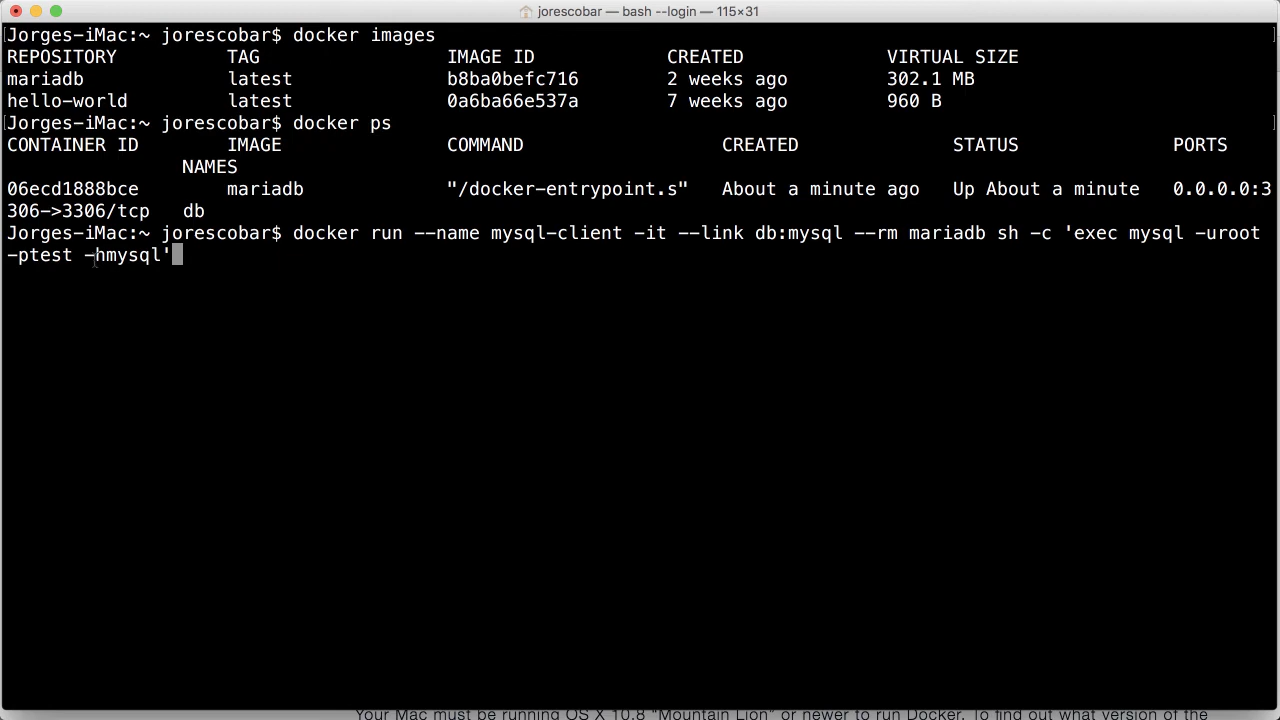 jorescobar — bash --login — 115×31
Jorges-iMac:~ jorescobar$ docker images
REPOSITORY TAG IMAGE ID CREATED VIRTUAL SIZE
mariadb latest b8ba0befc716 2 weeks ago 302.1 MB
hello-world latest 0a6ba66e537a 7 weeks ago 960 B
Jorges-iMac:~ jorescobar$ docker ps
CONTAINER ID IMAGE COMMAND CREATED STATUS PORTS
NAMES
06ecd1888bce mariadb "/docker-entrypoint.s" About a minute ago Up About a minute 0.0.0.0:3
306->3306/tcp db
Jorges-iMac:~ jorescobar$ docker run --name mysql-client -it --link db:mysql --rm mariadb sh -c 'exec mysql -uroot
-ptest -hmysql'
Your Mac must be running OS X 10.8 "Mountain Lion" or newer to run Docker. To find out what version of the